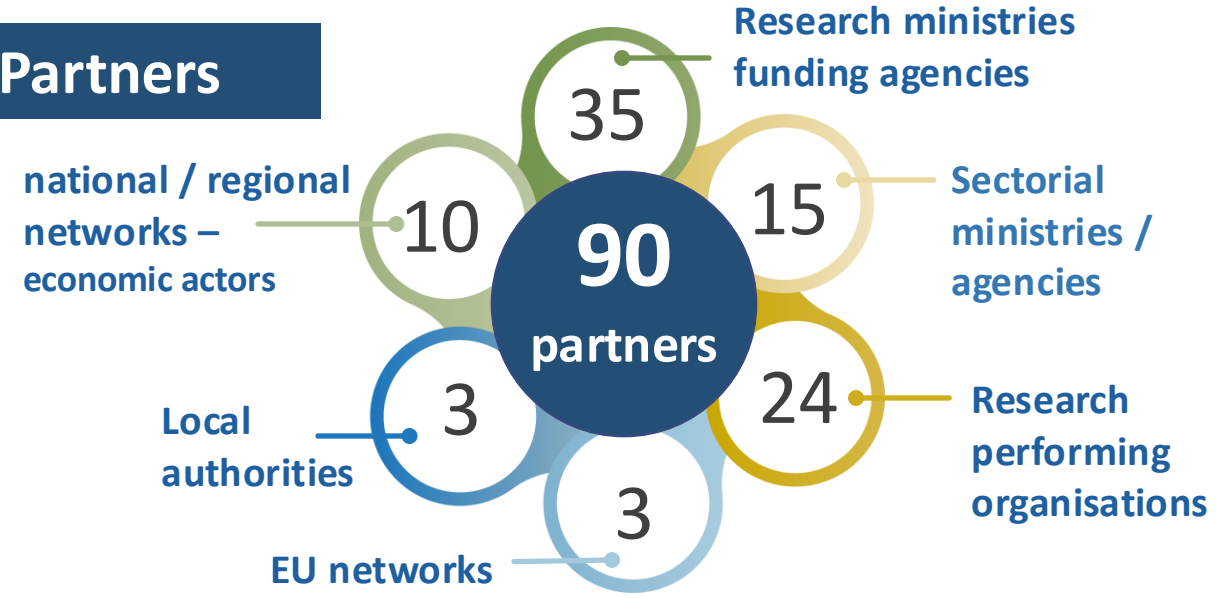 Partners
35
Research ministries
funding agencies
15
Sectorial
ministries /
agencies
24
Research
performing
organisations
3
EU networks
3
Local
authorities
10
national / regional
networks –
economic actors
90
partners